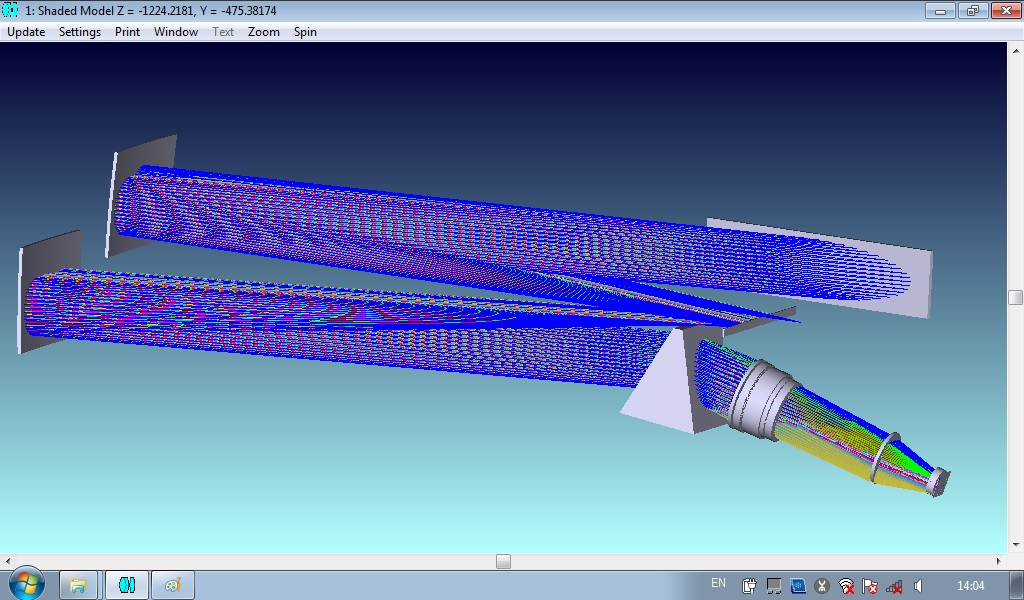 1: Shaded Model Z = -1224.2181, Y = -475.38174
Update Settings Print Window Text Zoom Spin
EN 14:04